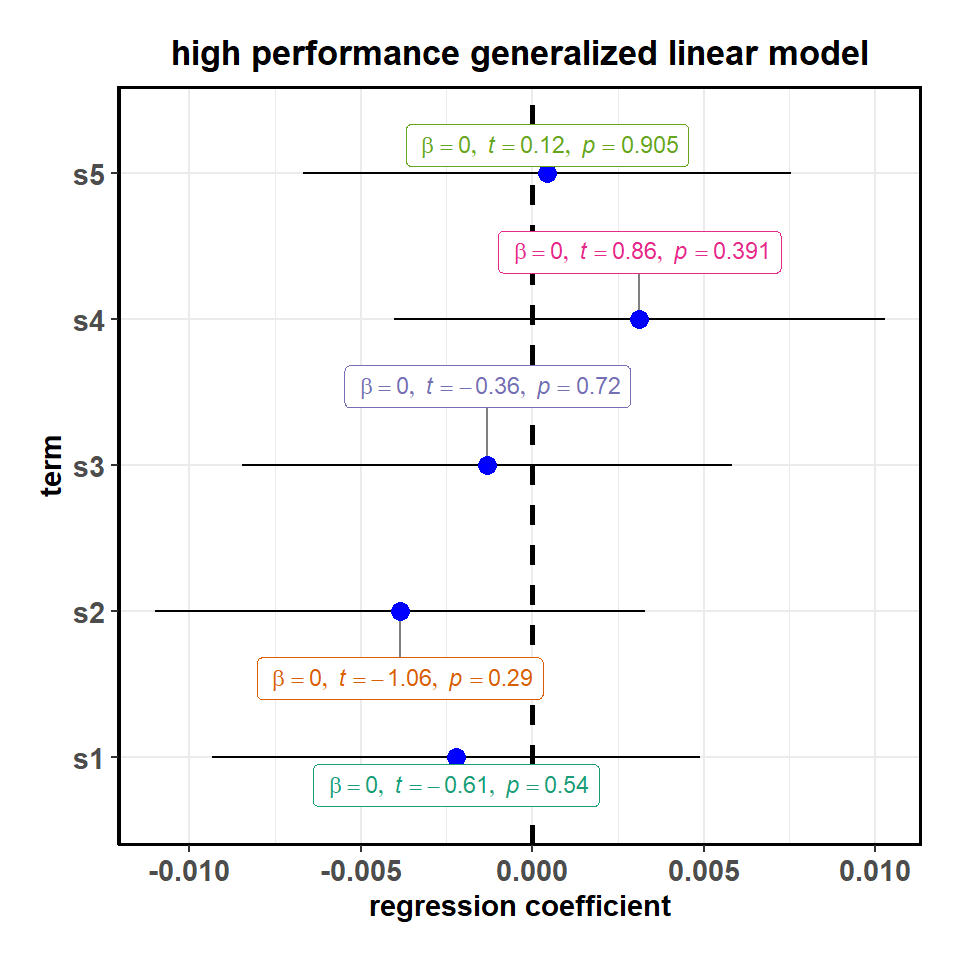 high performance generalized linear model
β = 0, t = 0.12, p = 0.905
s5
β = 0, t = 0.86, p = 0.391
s4
β = 0, t = −0.36, p = 0.72
s3
term
s2
β = 0, t = −1.06, p = 0.29
s1
β = 0, t = −0.61, p = 0.54
-0.010 -0.005 0.000 0.005 0.010
regression coefficient